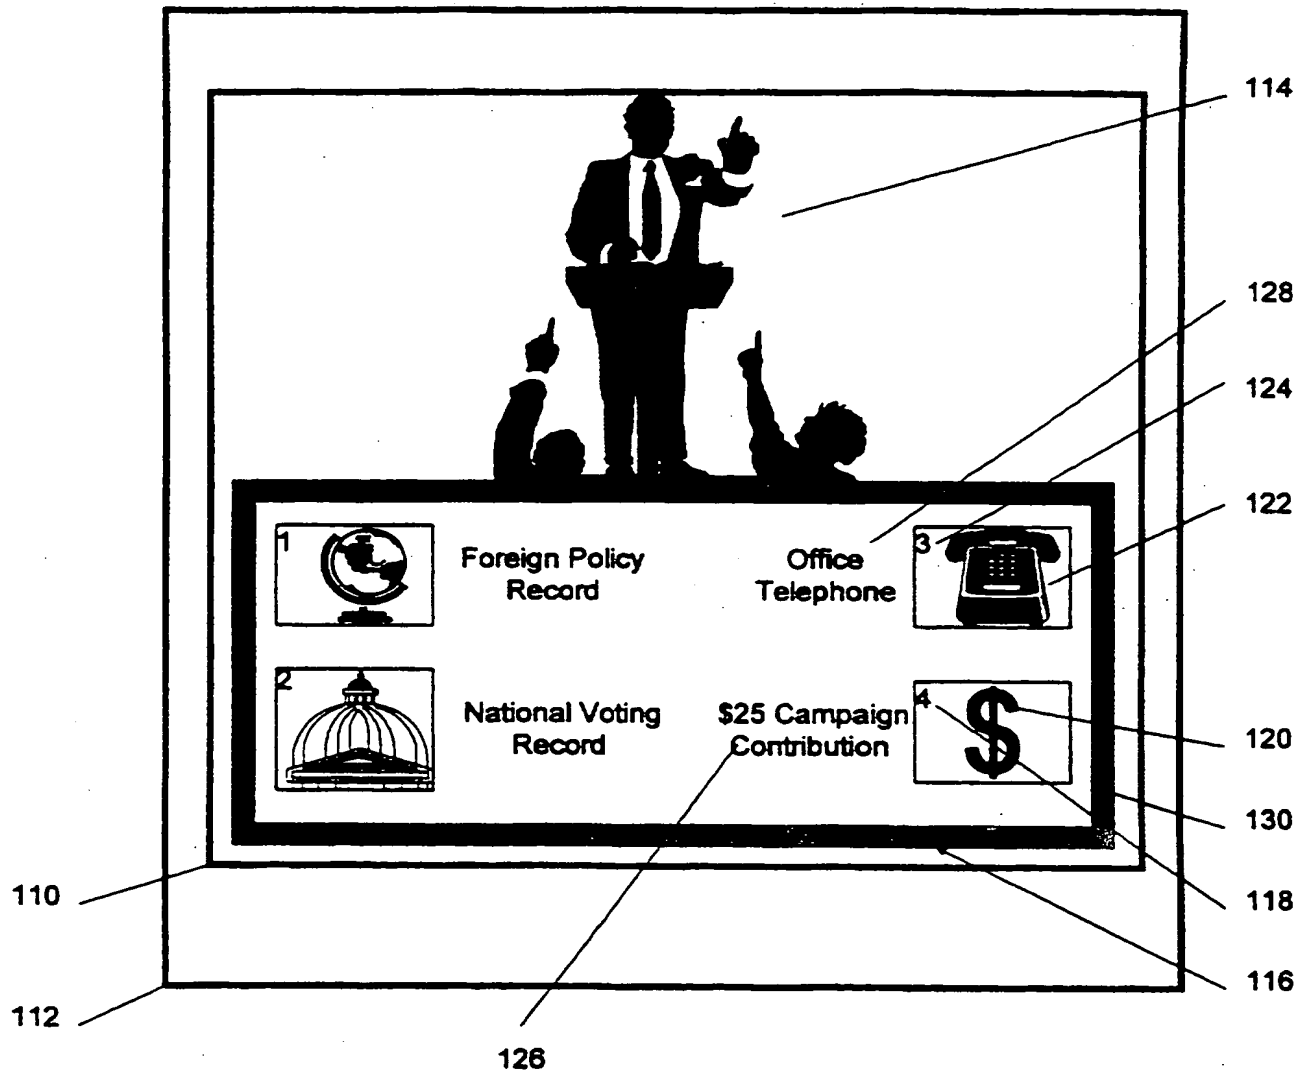 114
128
124
122
1
Foreign Policy
Record
Office
Telephone
3
2
National Voting
Record
$25 Campaign
Contribution
4
120
130
110
118
116
112
126